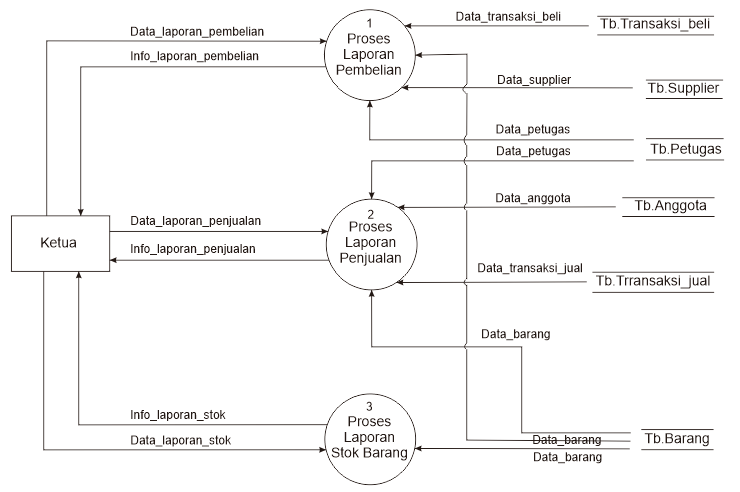 1
Proses
Laporan
Pembelian
Data_transaksi_beli
Tb.Transaksi_beli
Data_laporan_pembelian
Info_laporan_pembelian
Data_supplier
Tb.Supplier
Data_petugas
Tb.Petugas
Data_petugas
Data_anggota
Tb.Anggota
Ketua
Data_laporan_penjualan
Info_laporan_penjualan
2
Proses
Laporan
Penjualan
Data_transaksi_jual
Tb.Trransaksi_jual
Data_barang
Info_laporan_stok
Data_laporan_stok
3
Proses
Laporan
Stok Barang
Data_barang
Tb.Barang
Data_barang